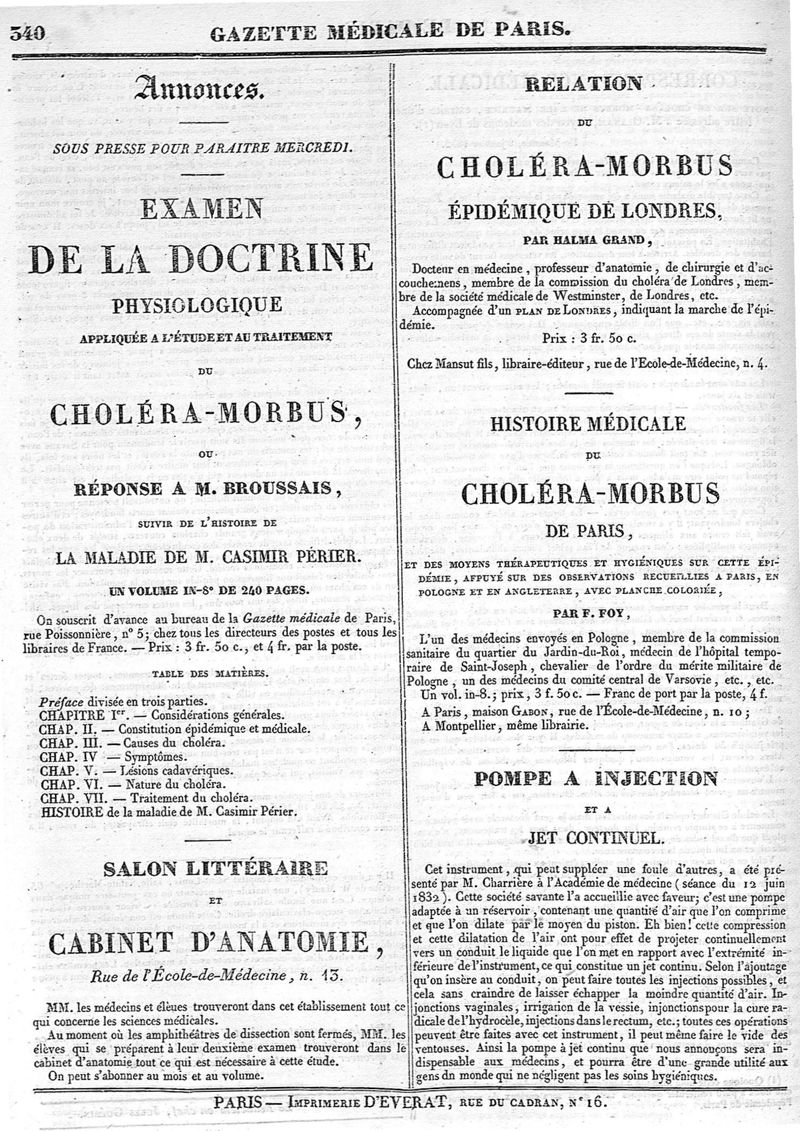 340
GAZETTE MÉDICALE DE PARIS.
Annonces.
SOUS PRESSE POUR PARAITRE MERCREDI.
EXAMEN
DE LA DOCTRINE
PHYSIOLOGIQUE
APPLIQUÉE A L'ÉTUDE ET AU TRAITEMENT
DU
CHOLÉRA-MORBUS,
OU
RÉPONSE A M. BROUSSAIS,
SUIVIR DE L'HISTOIRE DE
LA MALADIE DE M. CASIMIR PÉRIER.
UN VOLUME IN-8° DE 240 PAGES.
On souscrit d'avance au bureau de la Gazette médicale de Paris,
rue Poissonnière, n° 5; chez tous les directeurs des postes et tous les
libraires de France. — Prix : 3 fr. 50 c., et 4 fr. par la poste.
TABLE DES MATIÈRES.
Préface divisée en trois parties.
CHAPITRE Ier. — Considérations générales.
CHAP. II. — Constitution épidémique et médicale.
CHAP. III. — Causes du choléra.
CHAP. IV — Symptômes.
CHAP. V. — Lésions cadavériques.
CHAP. VI. — Nature du choléra.
CHAP. VII. — Traitement du choléra.
HISTOIRE de la maladie de M. Casimir Périer.
SALON LITTÉRAIRE
ET
CABINET D'ANATOMIE,
Rue de l'École-de-Médecine, n. 13.
MM. les médecins et élèues trouveront dans cet établissement tout ce
qui concerne les sciences médicales.
Au moment où les amphithéâtres de dissection sont fermés, MM. les
élèves qui se préparent à leur deuxième examen trouveront dans le
cabinet d'anatomie tout ce qui est nécessaire à cette étude.
On peut s'abonner au mois et au volume.
RELATION
DU
CHOLÉRA-MORBUS
ÉPIDÉMIQUE DE LONDRES,
PAR HALMA GRAND,
Docteur en médecine, professeur d'anatomie, de chirurgie et d'ac-
couchemens, membre de la commission du choléra de Londres, mem-
bre de la société médicale de Westminster, de Londres, etc.
Accompagnée d'un PLAN DE LONDRES, indiquant la marche de l'épi-
démie.
Prix : 3 fr. 50 c.
Chez Mansut fils, libraire-éditeur, rue de l'Ecole-de-Médecine, n. 4.
HISTOIRE MÉDICALE
DU
CHOLÉRA-MORBUS
DE PARIS,
ET DES MOYENS THÉRAPEUTIQUES ET HYGIÉNIQUES SUR CETTE ÉPI-
DÉMIE, APPUYÉ SUR DES OBSERVATIONS RECUEILLIES A PARIS, EN
POLOGNE ET EN ANGLETERRE, AVEC PLANCHE COLORIÉE,
PAR F. FOY,
L'un des médecins envoyés en Pologne, membre de la commission
sanitaire du quartier du Jardin-du-Roi, médecin de l'hôpital tempo-
raire de Saint-Joseph, chevalier de l'ordre du mérite militaire de
Pologne, un des médecins du comité central de Varsovie, etc., etc.
Un vol. in-8.; prix, 3 f. 50 c. — Franc de port par la poste, 4 f.
A Paris, maison GABON, rue de l'École-de-Médecine, n. 10;
A Montpellier, même librairie.
POMPE A INJECTION
ET A
JET CONTINUEL.
Cet instrument, qui peut suppléer une foule d'autres, a été pré-
senté par M. Charrière à l'Académie de médecine (séance du 12 juin
1832). Cette société savante l'a accueillie avec faveur; c'est une pompe
adaptée à un réservoir, contenant une quantité d'air que l'on comprime
et que l'on dilate par le moyen du piston. Eh bien! cette compression
et cette dilatation de l'air ont pour effet de projeter continuellement
vers un conduit le liquide que l'on met en rapport avec l'extrémité in-
férieure de l'instrument, ce qui constitue un jet continu. Selon l'ajoutage
qu'on insère au conduit, on peut faire toutes les injections possibles, et
cela sans craindre de laisser échapper la moindre quantité d'air. In-
jonctions vaginales, irrigation de la vessie, injonctions pour la cure ra-
dicale de l'hydrocèle, injections dans le rectum, etc.; toutes ces opérations
peuvent être faites avec cet instrument, il peut même faire le vide des
ventouses. Ainsi la pompe à jet continu que nous annonçons sera in-
dispensable aux médecins, et pourra être d'une grande utilité aux
gens dn monde qui ne négligent pas les soins hygiéniques.
PARIS — IMPRIMERIE D'EVERAT, RUE DU CADRAN, N° 16.